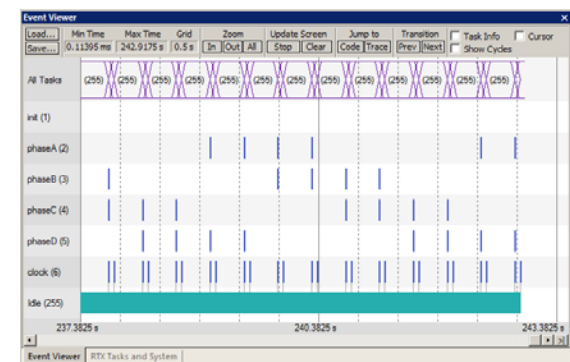 Event Viewer
Load... Min Time Max Time Grid Zoom Update Screen Jump to Transition Task Info Cursor
Save... 0.11395 ms 242.9175 s 0.5 s In Out All Stop Clear Code Trace Prev Next Show Cycles
All Tasks (255) (255) (255) (255) (255) (255) (255) (255) (255) (255) (255) (255) (255)
init (1)
phaseA (2)
phaseB (3)
phaseC (4)
phaseD (5)
clock (6)
Idle (255)
237.3825 s 240.3825 s 243.3825 s
Event Viewer RTX Tasks and System